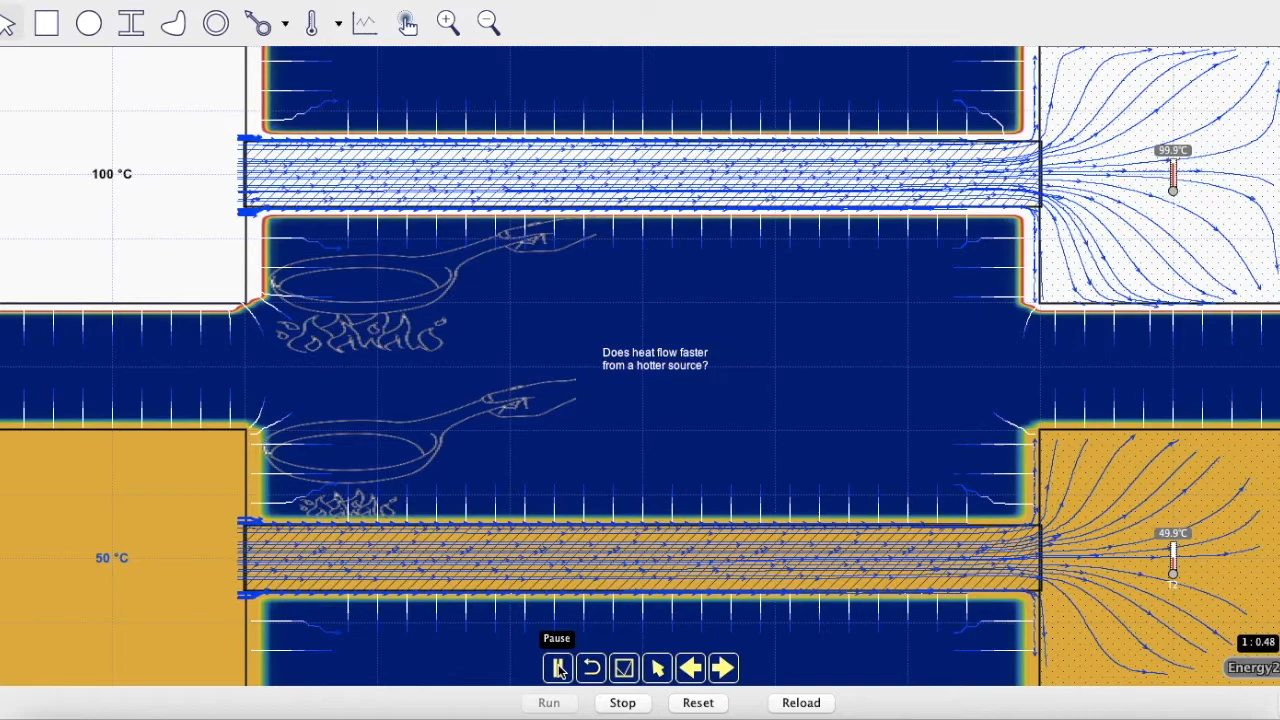 99.9°C
100 °C
Does heat flow faster
from a hotter source?
49.9°C
50 °C
Pause
1 : 0.48
Energy2
Run
Stop
Reset
Reload